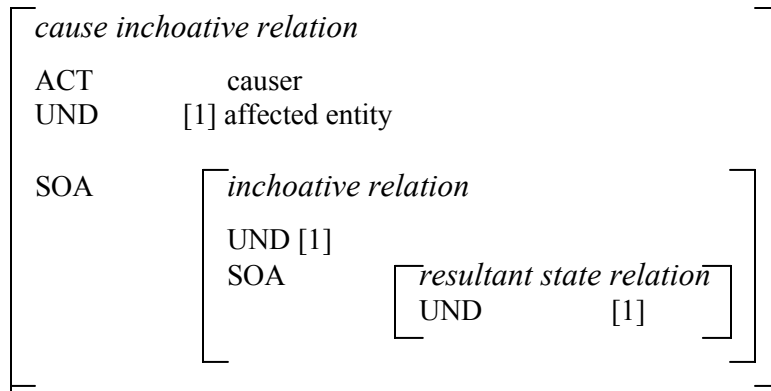 cause inchoative relation
ACT causer
UND [1] affected entity
SOA inchoative relation
UND [1]
SOA resultant state relation
UND [1]